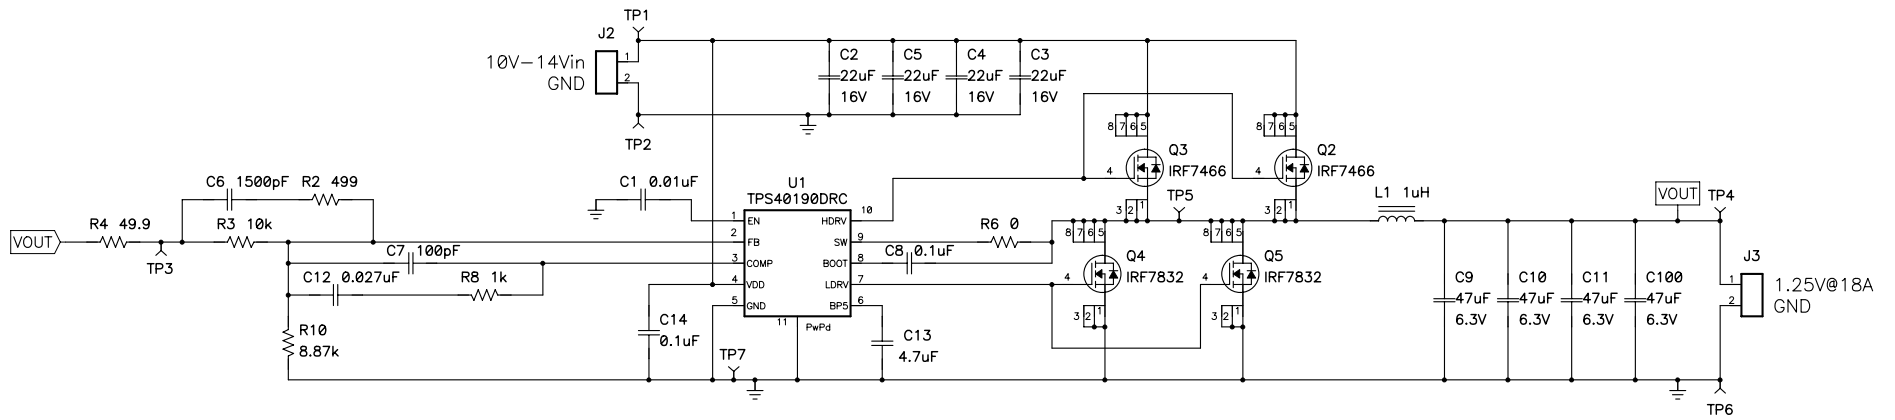 TP1
J2
10V-14Vin
GND
1
2
TP2
C2
22uF
16V
C5
22uF
16V
C4
22uF
16V
C3
22uF
16V
8 7 6 5
4
Q3
IRF7466
3 2 1
8 7 6 5
4
Q2
IRF7466
3 2 1
C6 1500pF
R2 499
VOUT
R4 49.9
TP3
R3 10k
C7 100pF
C12 0.027uF
R8 1k
R10
8.87k
C1 0.01uF
U1
TPS40190DRC
1 EN
2 FB
3 COMP
4 VDD
5 GND
HDRV 10
SW 9
BOOT 8
LDRV 7
BP5 6
11 PwPd
C14
0.1uF
TP7
C13
4.7uF
R6 0
C8 0.1uF
TP5
8 7 6 5
4
Q4
IRF7832
3 2 1
8 7 6 5
4
Q5
IRF7832
3 2 1
L1 1uH
VOUT
TP4
C9
47uF
6.3V
C10
47uF
6.3V
C11
47uF
6.3V
C100
47uF
6.3V
J3
1
2
1.25V@18A
GND
TP6